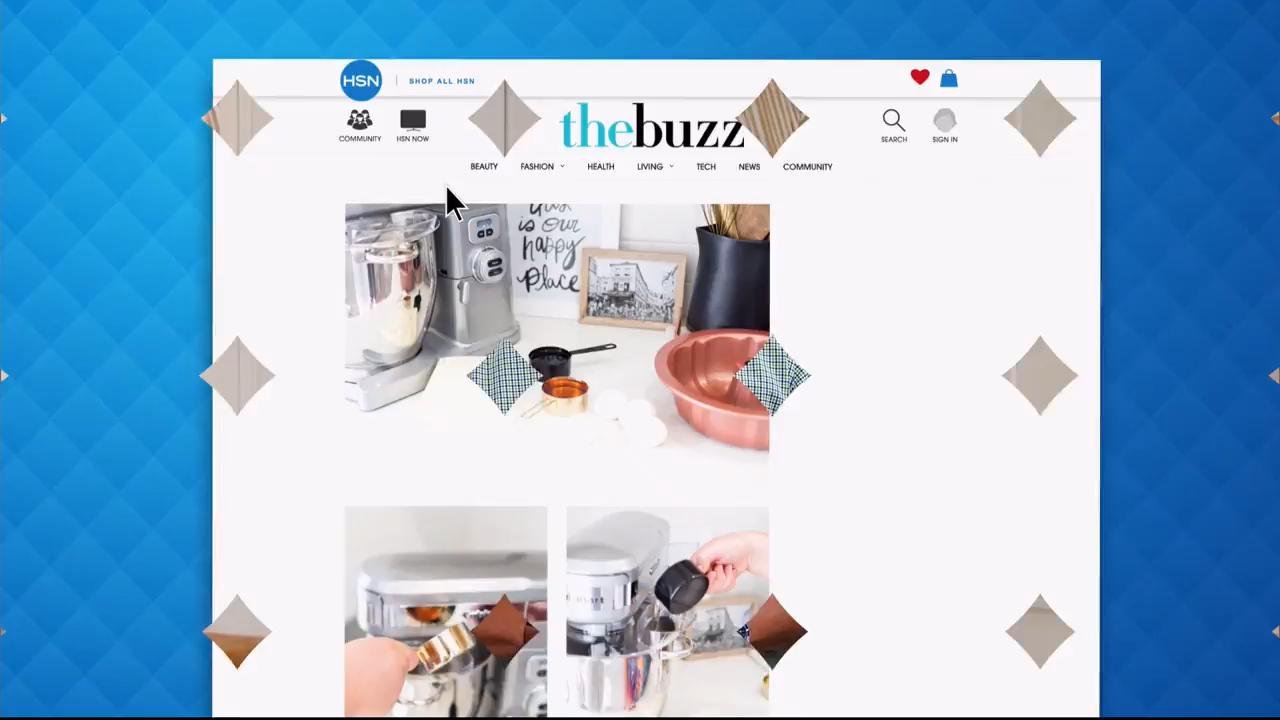 HSN
SHOP ALL HSN
COMMUNITY
HSN NOW
thebuzz
SEARCH
SIGN IN
BEAUTY FASHION HEALTH LIVING TECH NEWS COMMUNITY
this
is our
happy
place